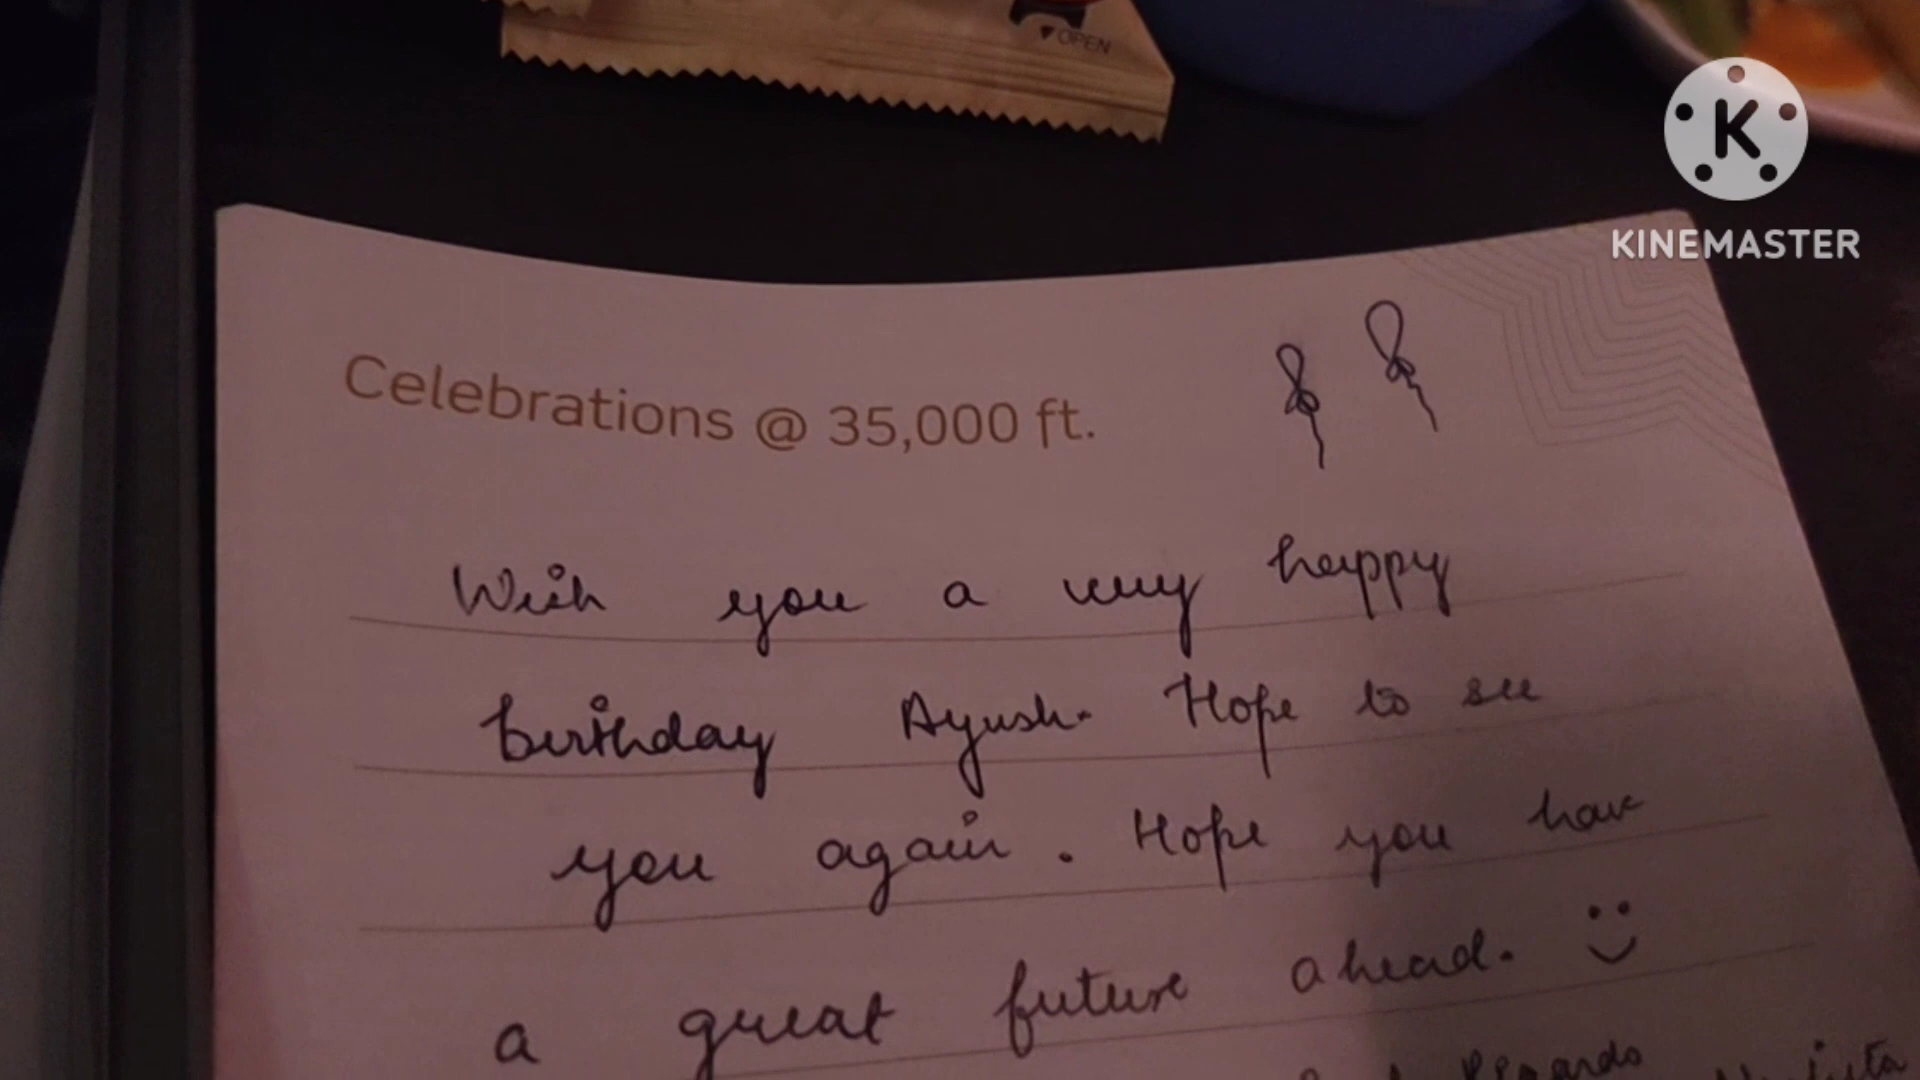 OPEN
K
KINEMASTER
Celebrations @ 35,000 ft.
Wish you a very happy
birthday Ayush. Hope to see
you again. Hope you have
a great future ahead.
Regards